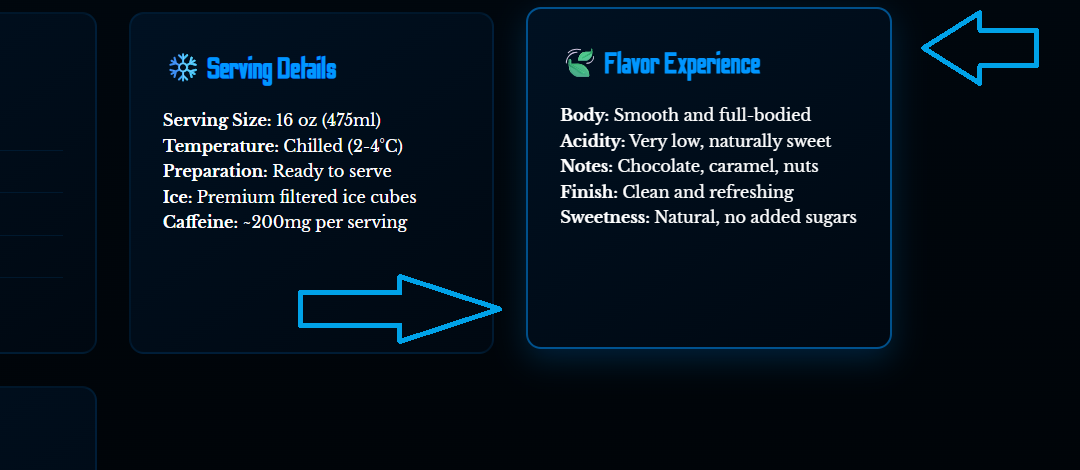 Serving Details
Serving Size: 16 oz (475ml)
Temperature: Chilled (2-4°C)
Preparation: Ready to serve
Ice: Premium filtered ice cubes
Caffeine: ~200mg per serving
Flavor Experience
Body: Smooth and full-bodied
Acidity: Very low, naturally sweet
Notes: Chocolate, caramel, nuts
Finish: Clean and refreshing
Sweetness: Natural, no added sugars